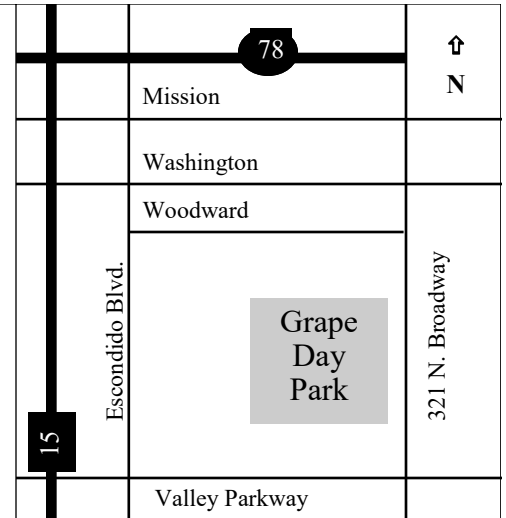 78
N
Mission
Washington
Woodward
Escondido Blvd.
Grape
Day
Park
321 N. Broadway
15
Valley Parkway